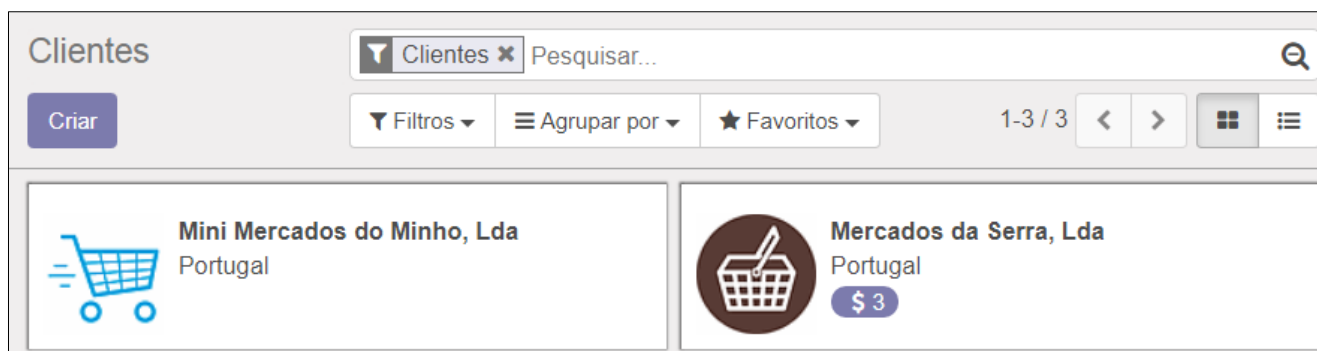 Clientes
Clientes Pesquisar...
Criar
Filtros Agrupar por Favoritos 1-3 / 3
Mini Mercados do Minho, Lda
Portugal
Mercados da Serra, Lda
Portugal
$ 3